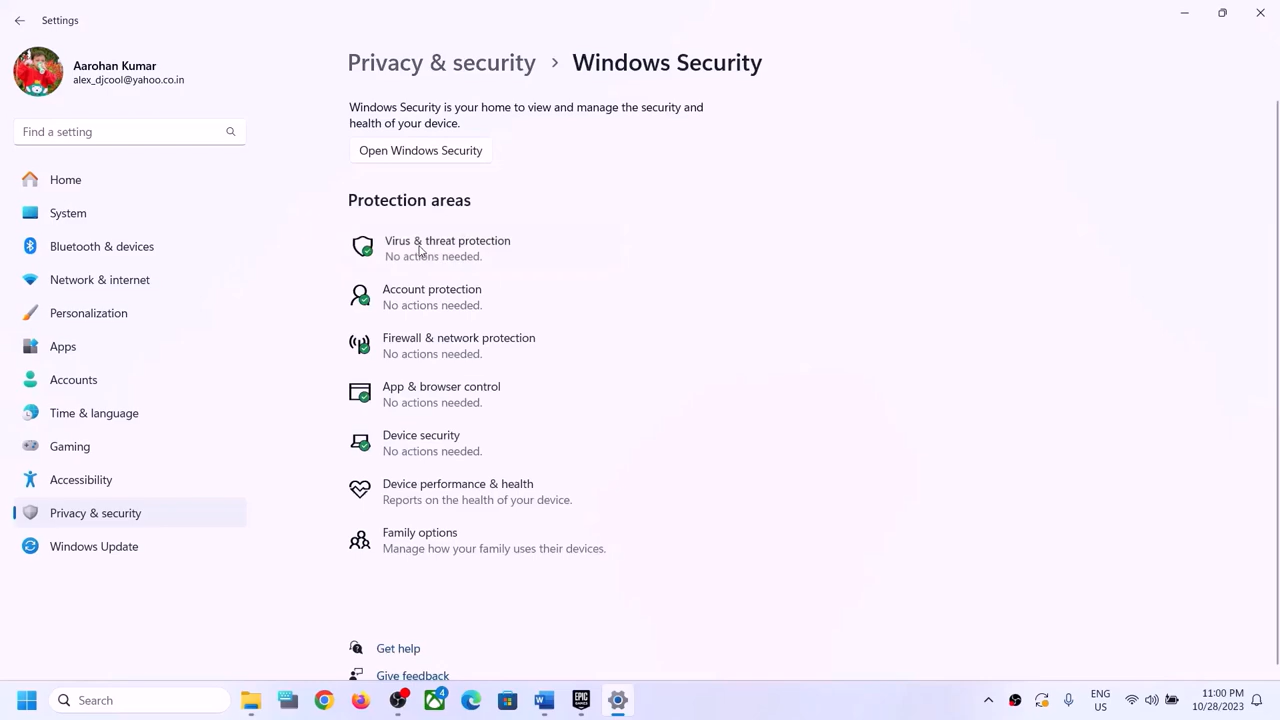 Settings
Aarohan Kumar
alex_djcool@yahoo.co.in
Find a setting
Home
System
Bluetooth & devices
Network & internet
Personalization
Apps
Accounts
Time & language
Gaming
Accessibility
Privacy & security
Windows Update
Privacy & security > Windows Security
Windows Security is your home to view and manage the security and
health of your device.
Open Windows Security
Protection areas
Virus & threat protection
No actions needed.
Account protection
No actions needed.
Firewall & network protection
No actions needed.
App & browser control
No actions needed.
Device security
No actions needed.
Device performance & health
Reports on the health of your device.
Family options
Manage how your family uses their devices.
Get help
Give feedback
Search
4
EPIC
GAMES
ENG
US
11:00 PM
10/28/2023